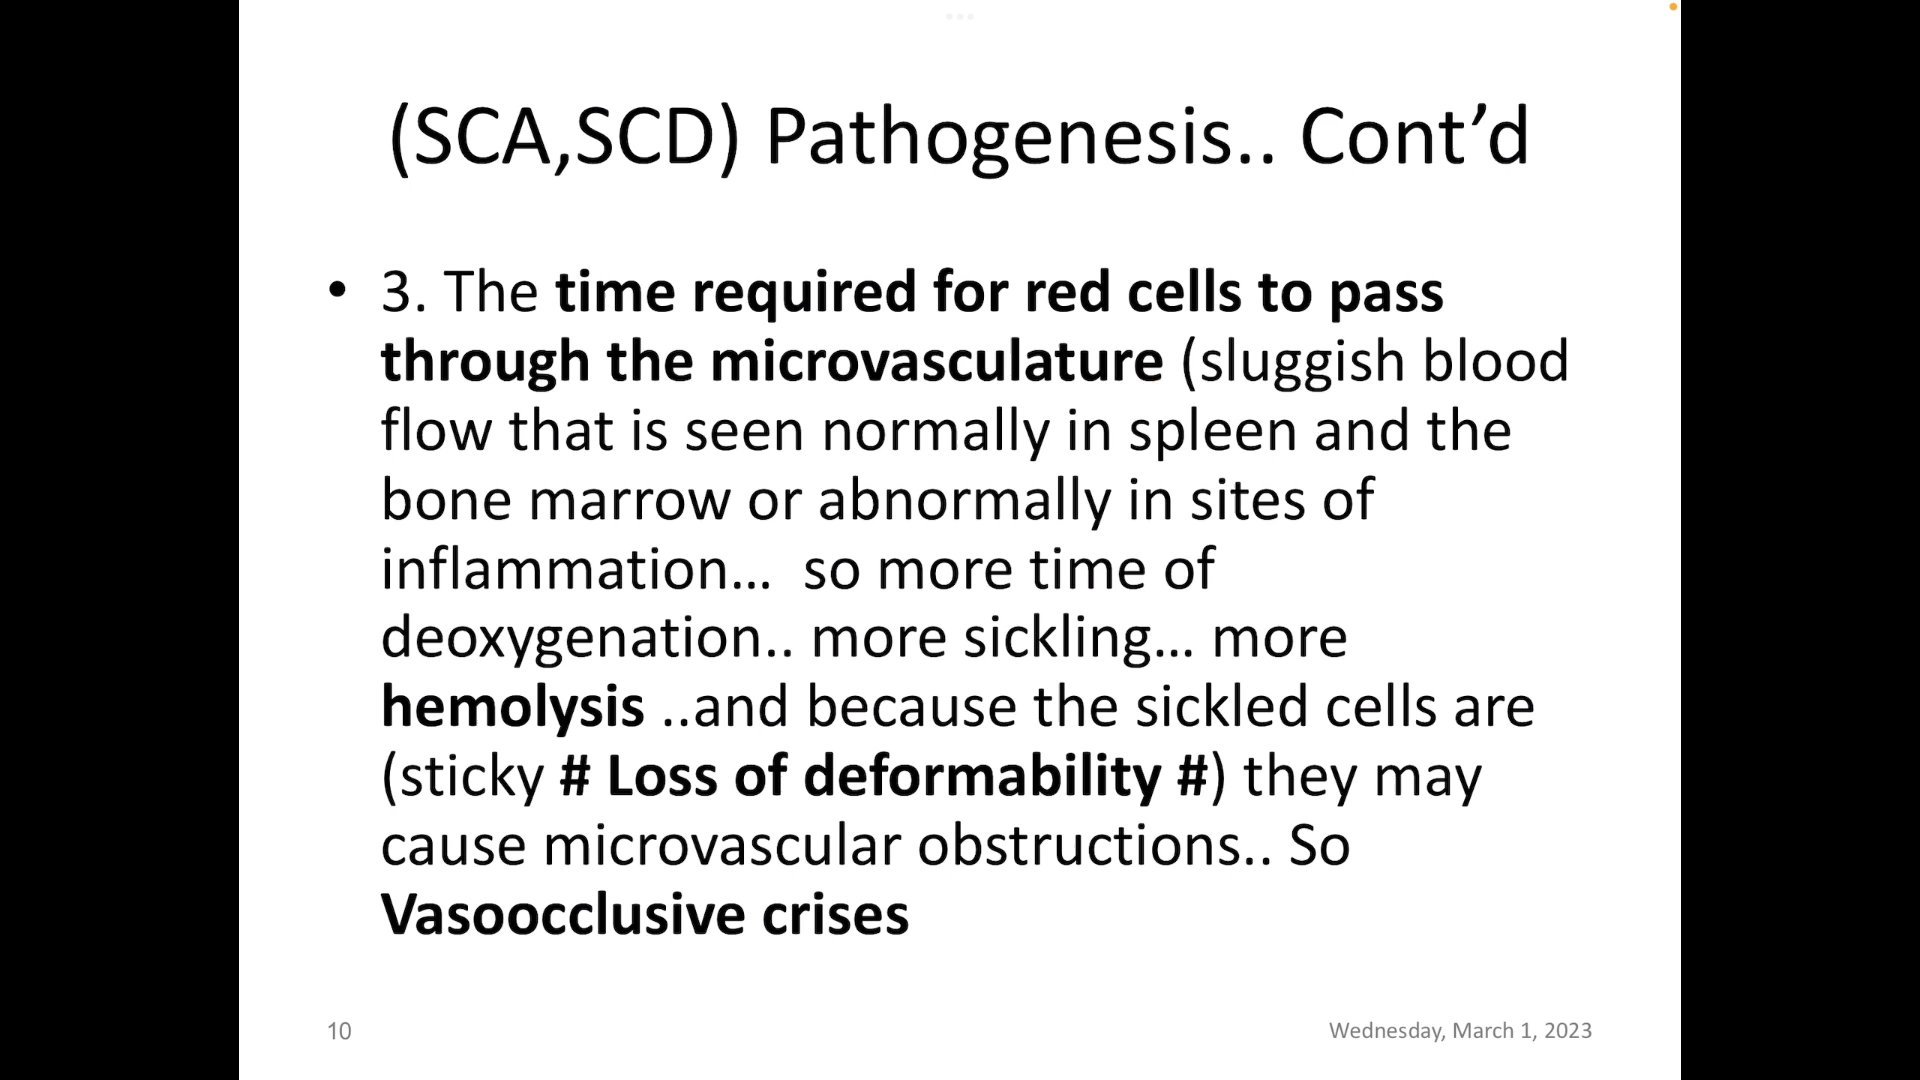 (SCA,SCD) Pathogenesis.. Cont’d
• 3. The time required for red cells to pass
through the microvasculature (sluggish blood
flow that is seen normally in spleen and the
bone marrow or abnormally in sites of
inflammation…  so more time of
deoxygenation.. more sickling… more
hemolysis ..and because the sickled cells are
(sticky # Loss of deformability #) they may
cause microvascular obstructions.. So
Vasoocclusive crises
10
Wednesday, March 1, 2023